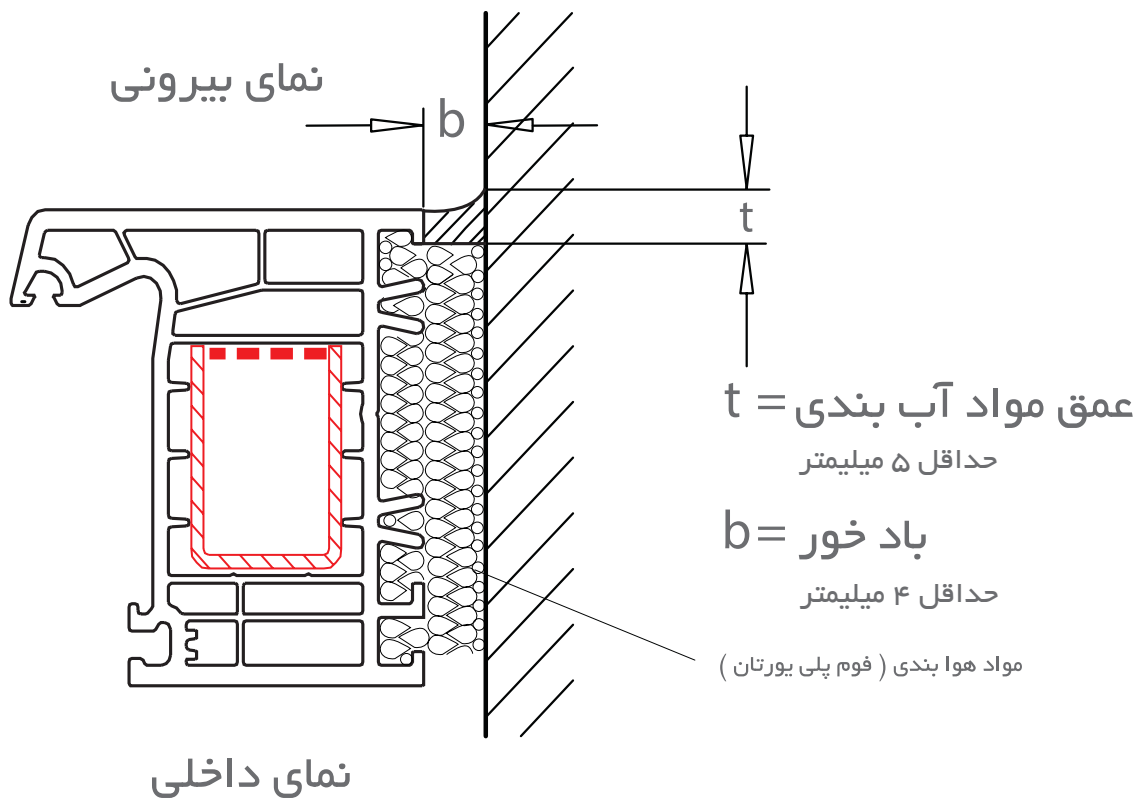 نمای بیرونی
b
t
t = عمق مواد آب بندی
حداقل ۵ میلیمتر
b = باد خور
حداقل ۴ میلیمتر
مواد هوا بندی ( فوم پلی یورتان )
نمای داخلی